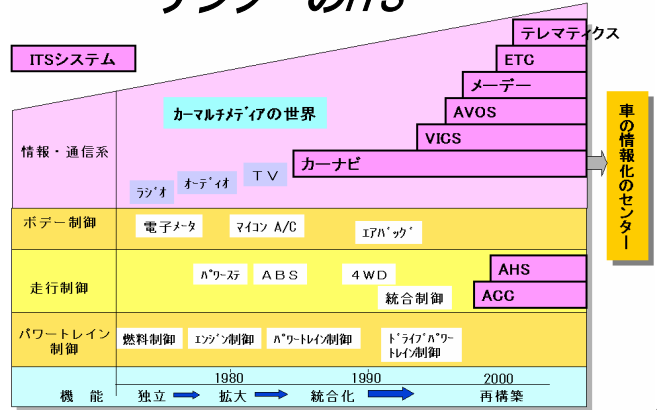 ITSシステム
テレマティクス
ETC
メーデー
AVOS
VICS
カーナビ
カーマルチメディアの世界
情報・通信系
ラジオ
オーディオ
TV
車の情報化のセンター
ボデー制御
電子メータ
マイコン A/C
エアバッグ
走行制御
パワーステ
ABS
4WD
統合制御
AHS
ACC
パワートレイン
制御
燃料制御
エンジン制御
パワートレイン制御
ドライブパワー
トレイン制御
1980
1990
2000
機 能
独立
拡大
統合化
再構築